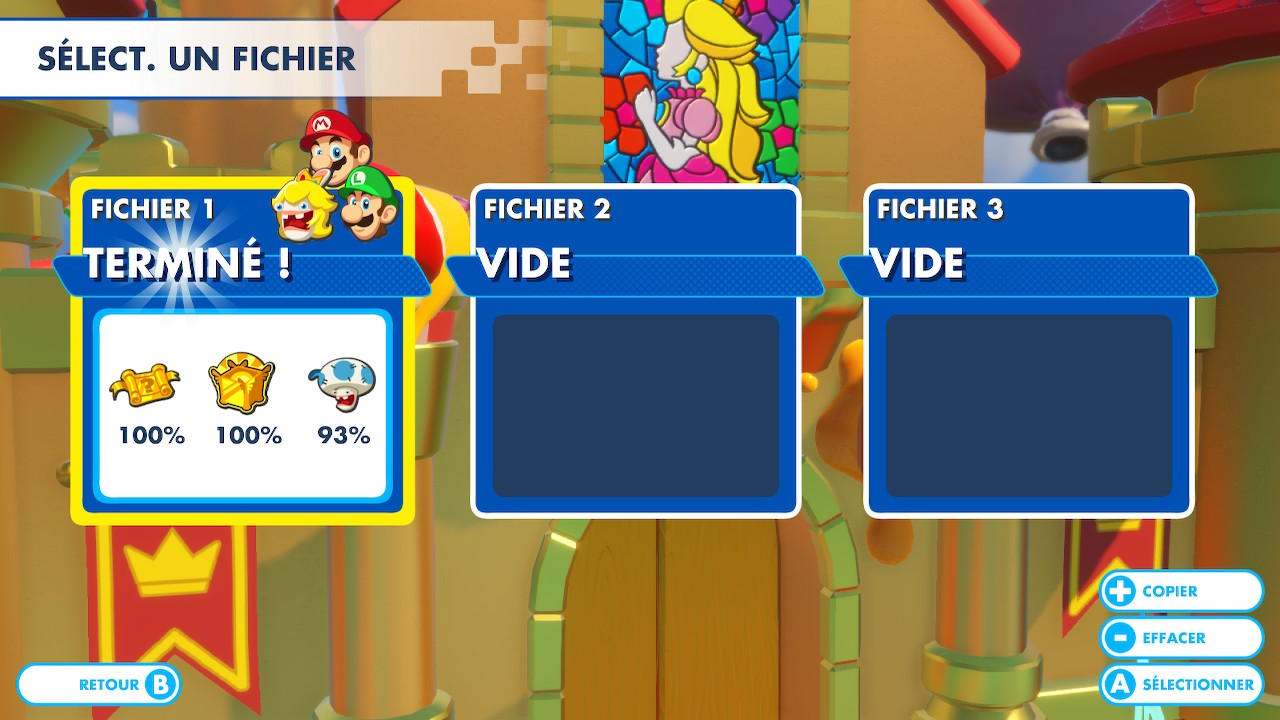 SÉLECT. UN FICHIER
FICHIER 1
TERMINÉ !
100%
100%
93%
FICHIER 2
VIDE
FICHIER 3
VIDE
COPIER
EFFACER
RETOUR B
A SÉLECTIONNER